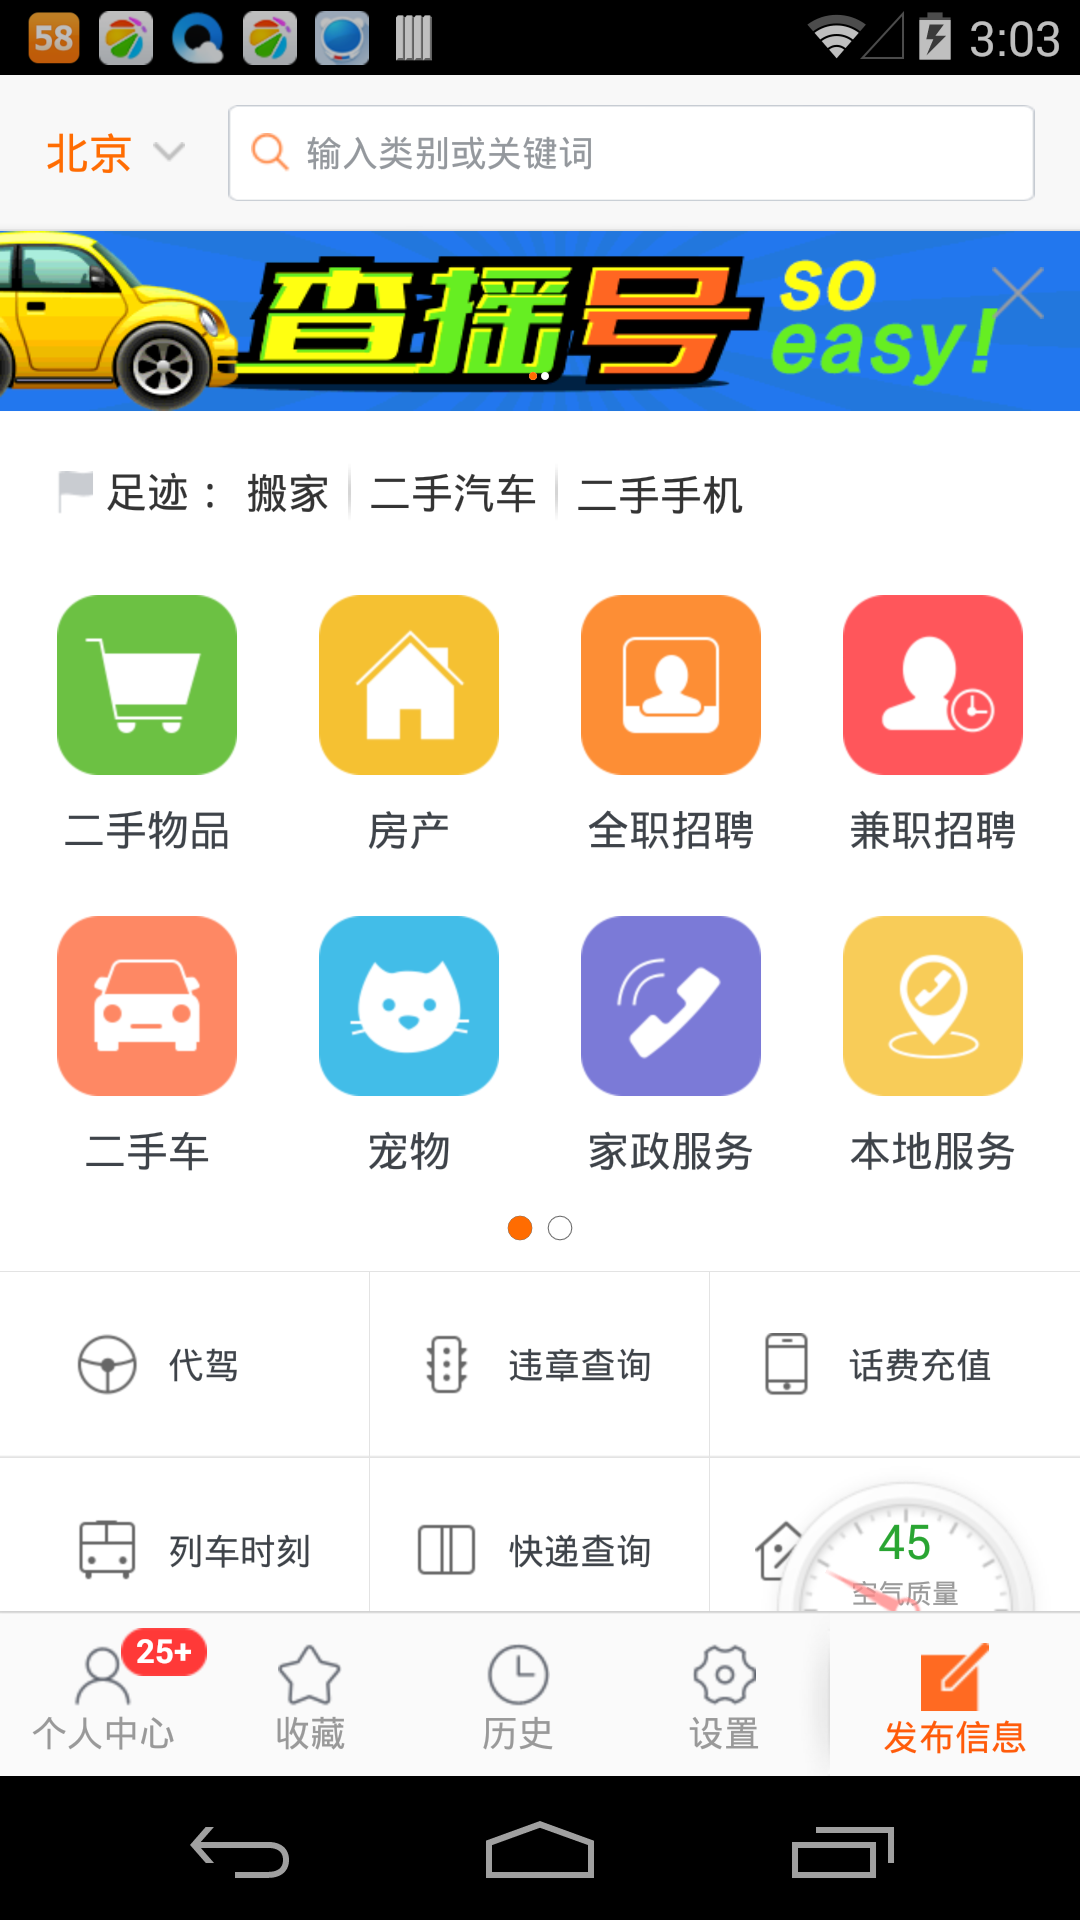 58
3:03
北京
输入类别或关键词
查摇号 so easy!
足迹： 搬家 二手汽车 二手手机
二手物品 房产 全职招聘 兼职招聘
二手车 宠物 家政服务 本地服务
代驾 违章查询 话费充值
列车时刻 快递查询
45
空气质量
25+
个人中心 收藏 历史 设置 发布信息